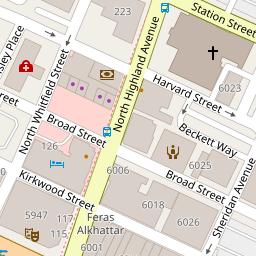 223
Station Street
North Highland Avenue
North Whitfield Street
Harvard Street
6023
Beckett Way
Broad Street
126
6006
6025
Broad Street
Kirkwood Street
Sheridan Avenue
5947
117
115
Feras
Alkhattar
6018
6026
6001